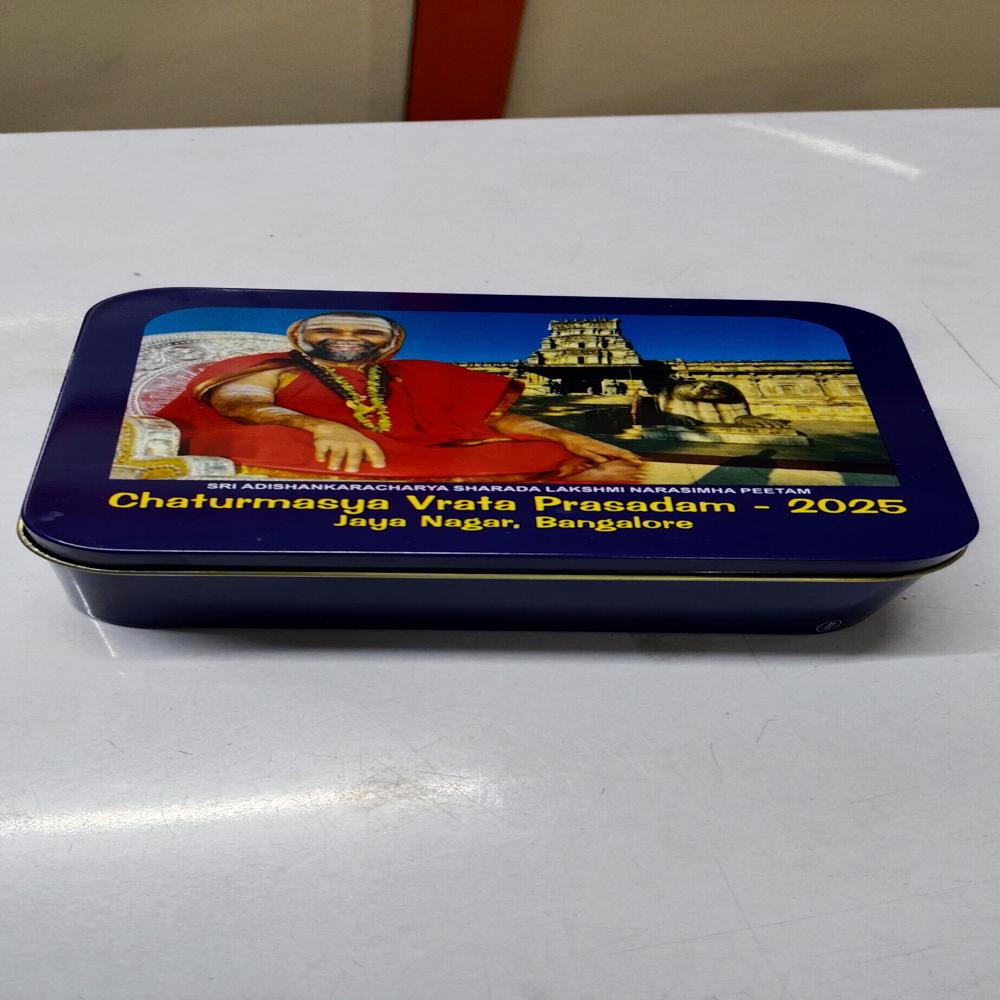 SRI ADISHANKARACHARYA SHARADA LAKSHMI NARASIMHA PEETAM
Chaturmasya Vrata Prasadam - 2025
Jaya Nagar, Bangalore